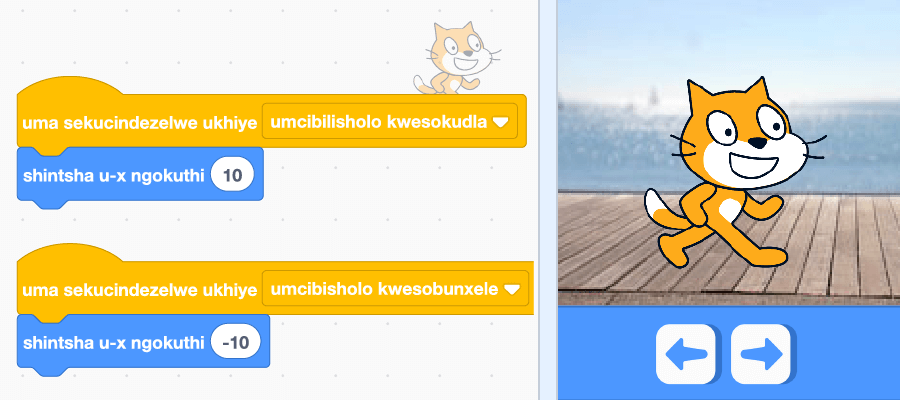 uma sekucindezelwe ukhiye umcibilisholo kwesokudla
shintsha u-x ngokuthi 10
uma sekucindezelwe ukhiye umcibisholo kwesobunxele
shintsha u-x ngokuthi -10